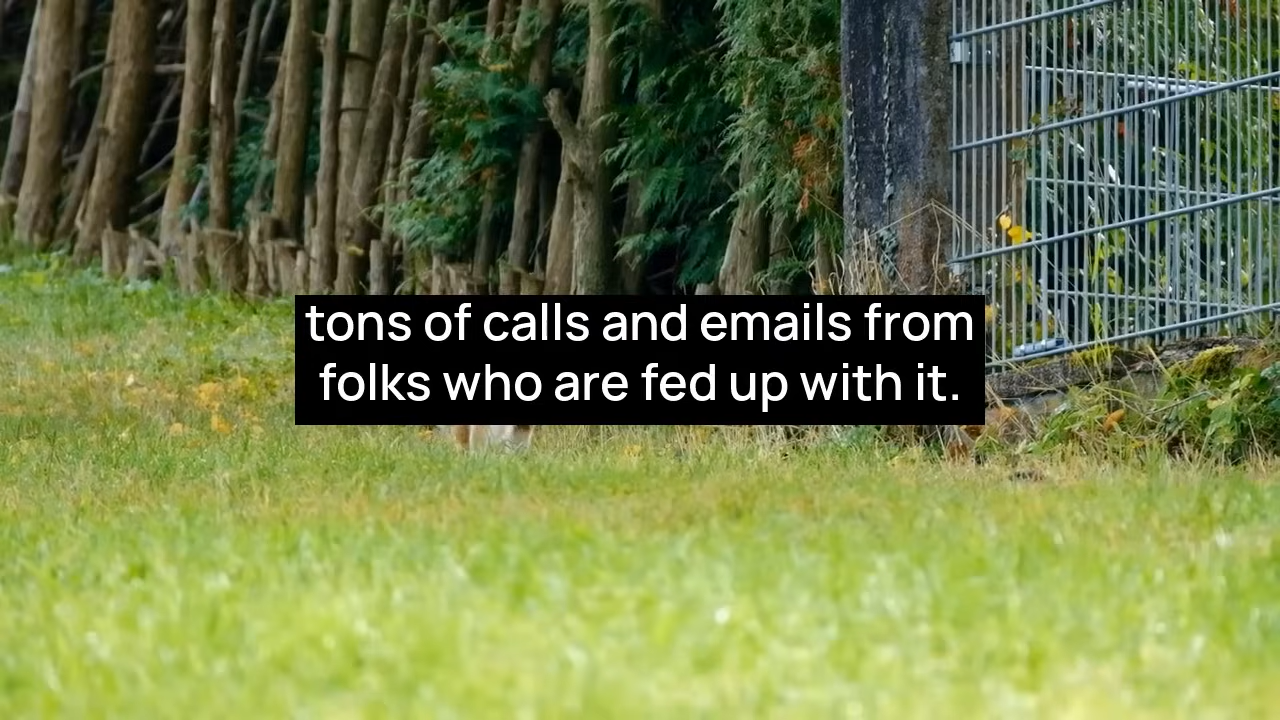 tons of calls and emails from
folks who are fed up with it.